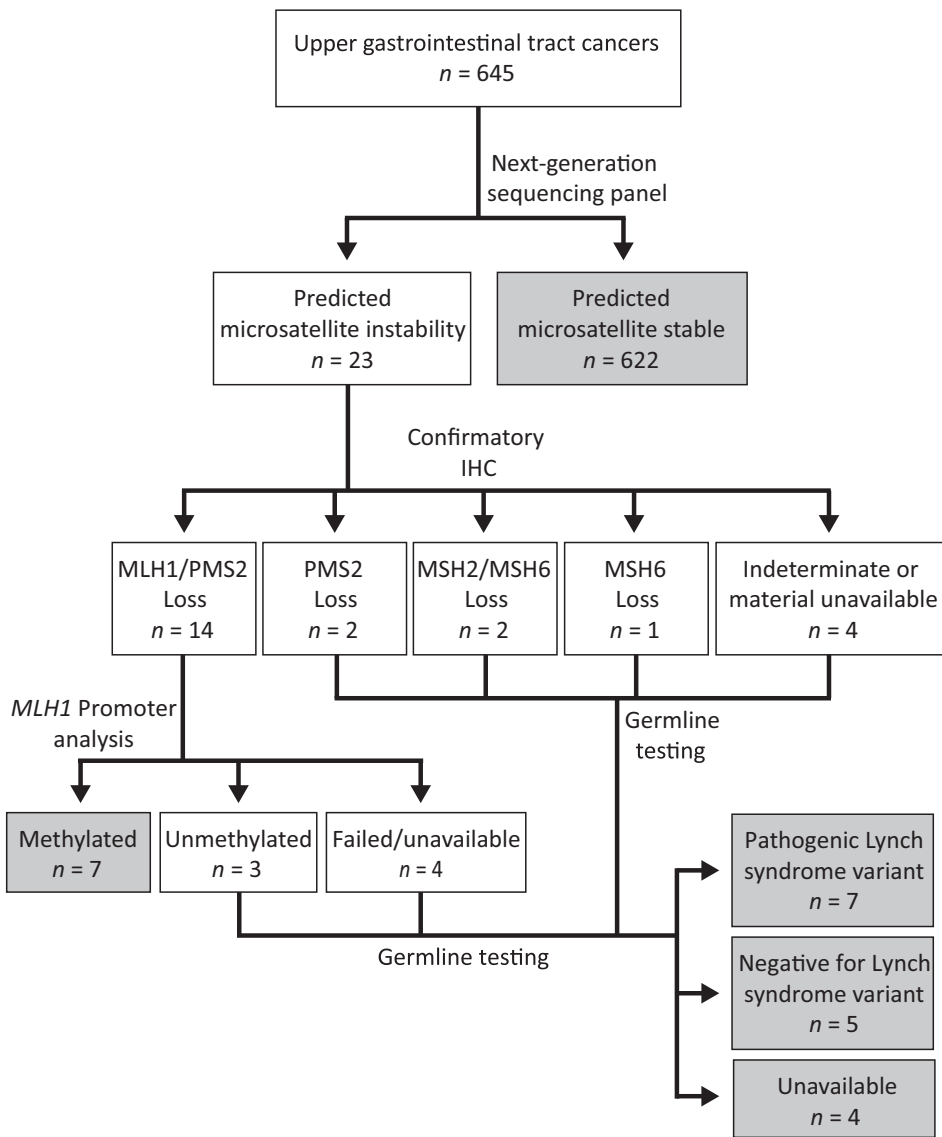 Upper gastrointestinal tract cancers
n = 645
Next-generation
sequencing panel
Predicted
microsatellite instability
n = 23
Predicted
microsatellite stable
n = 622
Confirmatory
IHC
MLH1/PMS2
Loss
n = 14
PMS2
Loss
n = 2
MSH2/MSH6
Loss
n = 2
MSH6
Loss
n = 1
Indeterminate or
material unavailable
n = 4
MLH1 Promoter
analysis
Germline
testing
Methylated
n = 7
Unmethylated
n = 3
Failed/unavailable
n = 4
Germline testing
Pathogenic Lynch
syndrome variant
n = 7
Negative for Lynch
syndrome variant
n = 5
Unavailable
n = 4